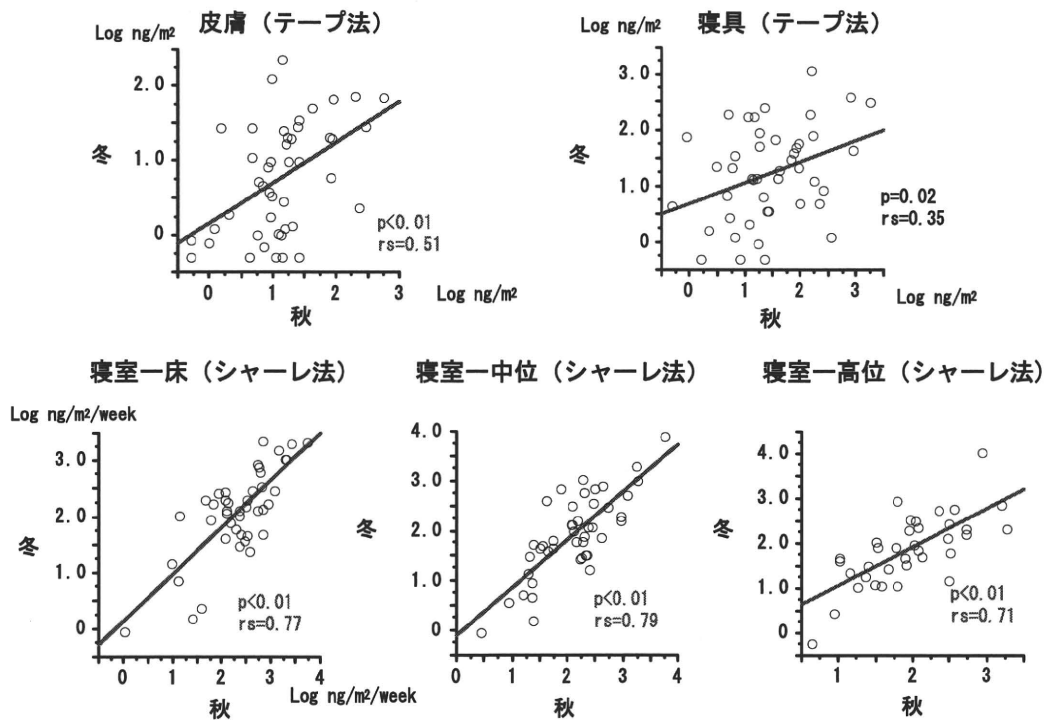 Log ng/m² 皮膚（テープ法）
2.0
1.0
0
冬
p<0.01
rs=0.51
0 1 2 3
Log ng/m²
秋
Log ng/m² 寝具（テープ法）
3.0
2.0
1.0
0
冬
p=0.02
rs=0.35
0 1 2 3
Log ng/m²
秋
寝室ー床（シャーレ法）
Log ng/m²/week
3.0
2.0
1.0
0
冬
p<0.01
rs=0.77
0 1 2 3 4
Log ng/m²/week
秋
寝室ー中位（シャーレ法）
4.0
3.0
2.0
1.0
0
冬
p<0.01
rs=0.79
0 1 2 3 4
秋
寝室ー高位（シャーレ法）
4.0
3.0
2.0
1.0
0
冬
p<0.01
rs=0.71
1 2 3
秋